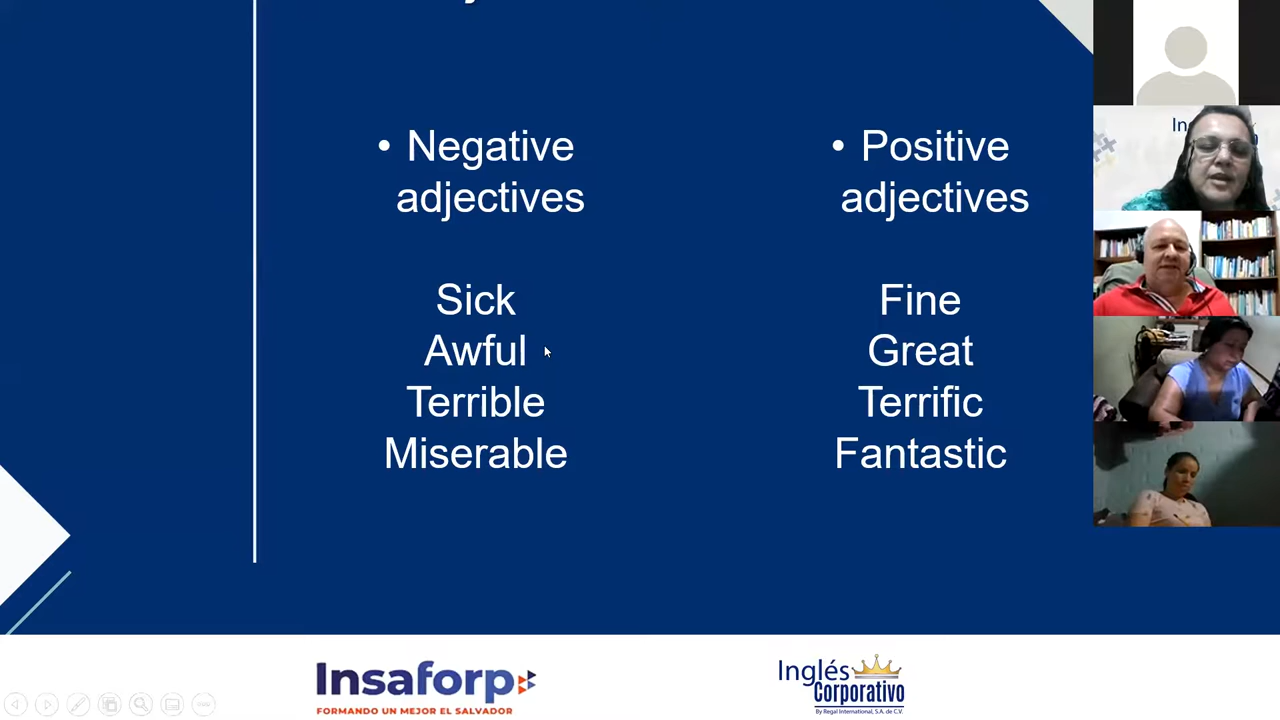 • Negative
adjectives
Sick
Awful
Terrible
Miserable
• Positive
adjectives
Fine
Great
Terrific
Fantastic
Insaforp
FORMANDO UN MEJOR EL SALVADOR
Inglés
Corporativo
By Regal International, S.A. de C.V.